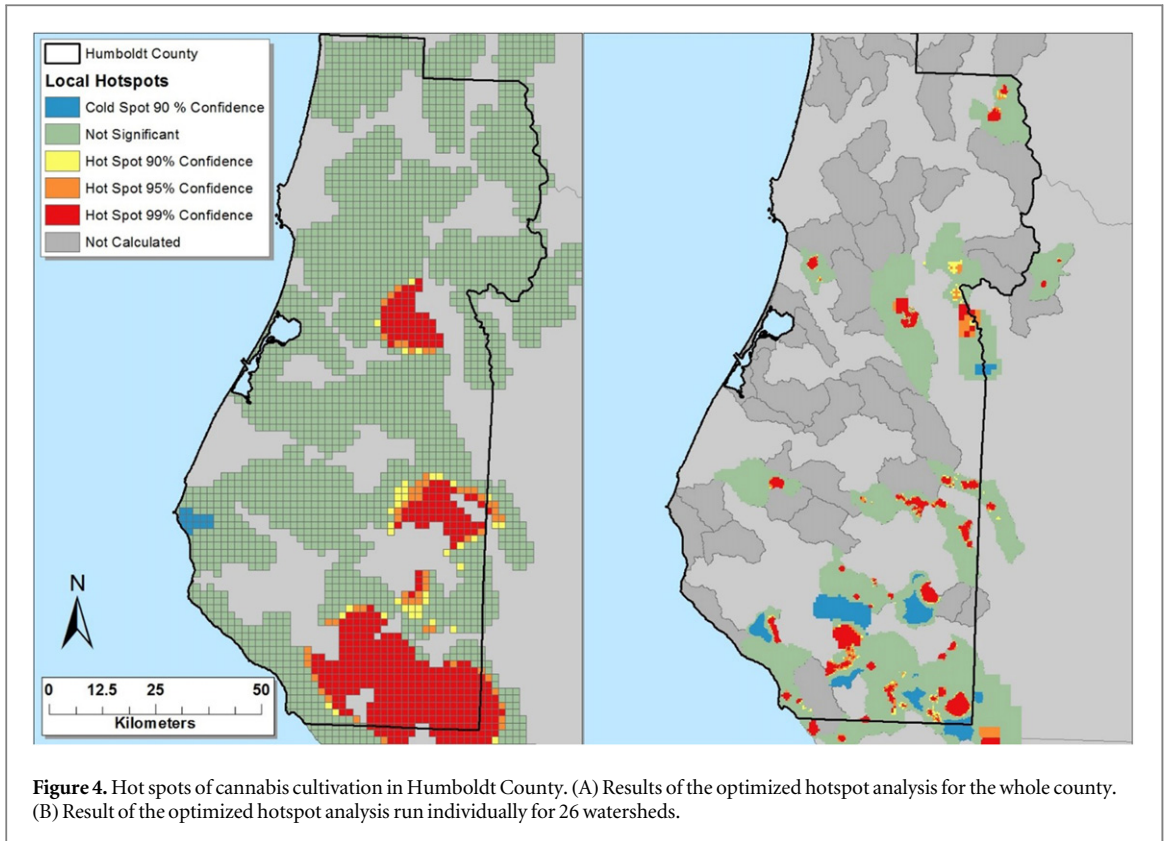 Humboldt County
Local Hotspots
Cold Spot 90 % Confidence
Not Significant
Hot Spot 90% Confidence
Hot Spot 95% Confidence
Hot Spot 99% Confidence
Not Calculated
N
0 12.5 25 50
Kilometers
Figure 4. Hot spots of cannabis cultivation in Humboldt County. (A) Results of the optimized hotspot analysis for the whole county.
(B) Result of the optimized hotspot analysis run individually for 26 watersheds.